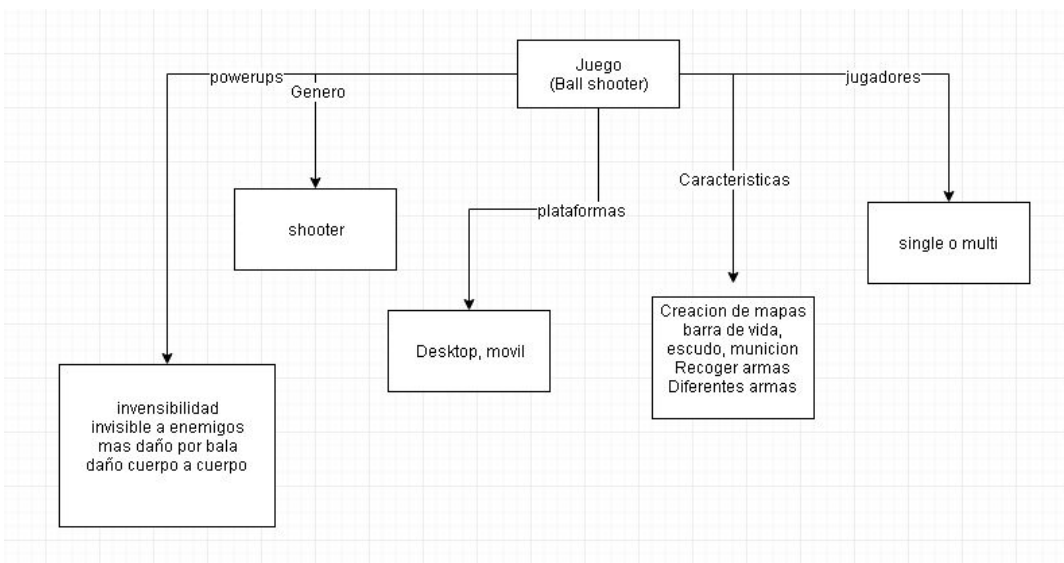 Juego
(Ball shooter)
powerups
Genero
jugadores
Caracteristicas
plataformas
shooter
single o multi
Desktop, movil
Creacion de mapas
barra de vida,
escudo, municion
Recoger armas
Diferentes armas
invensibilidad
invisible a enemigos
mas daño por bala
daño cuerpo a cuerpo